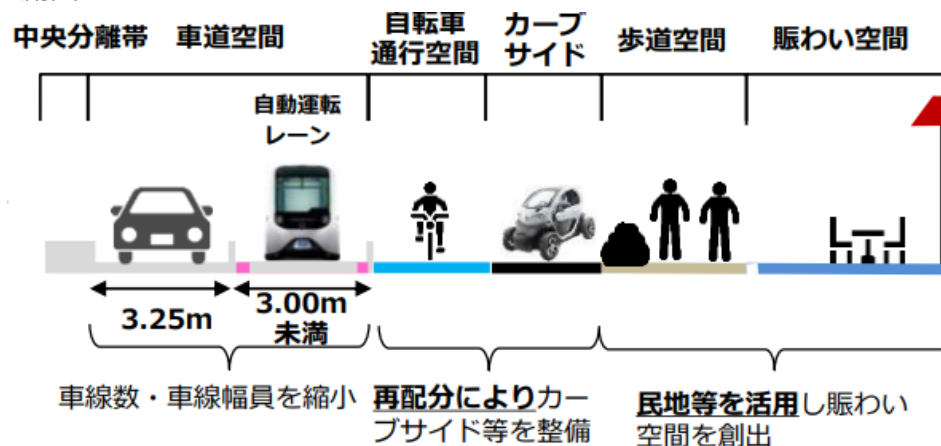 中央分離帯
車道空間
自転車
通行空間
カーブ
サイド
歩道空間
賑わい空間
自動運転
レーン
3.25m
3.00m
未満
車線数・車線幅員を縮小
再配分によりカー
ブサイド等を整備
民地等を活用し賑わい
空間を創出